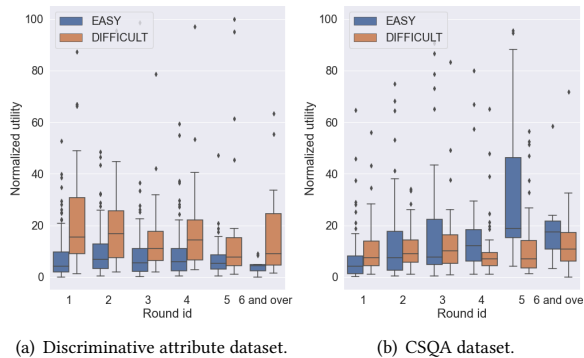 EASY
DIFFICULT
Normalized utility
100
80
60
40
20
0
1 2 3 4 5 6 and over
Round id
(a) Discriminative attribute dataset.
EASY
DIFFICULT
Normalized utility
100
80
60
40
20
0
1 2 3 4 5 6 and over
Round id
(b) CSQA dataset.